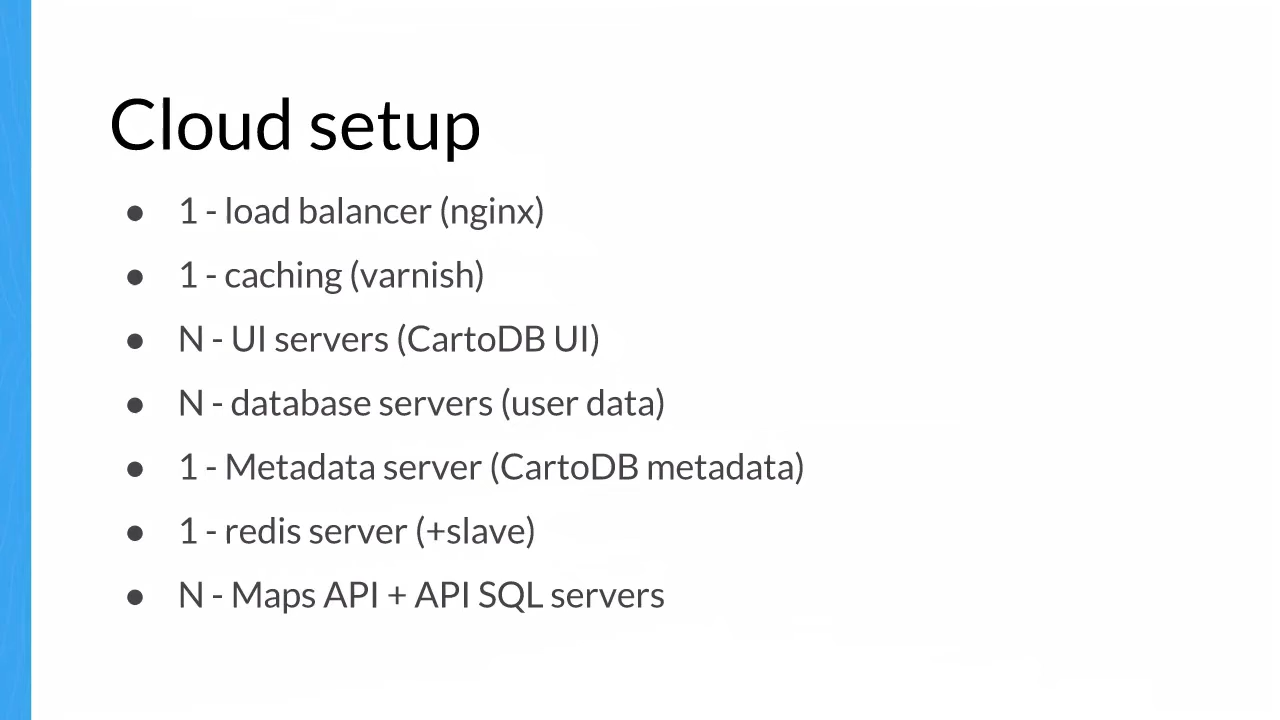 Cloud setup
● 1 - load balancer (nginx)
● 1 - caching (varnish)
● N - UI servers (CartoDB UI)
● N - database servers (user data)
● 1 - Metadata server (CartoDB metadata)
● 1 - redis server (+slave)
● N - Maps API + API SQL servers